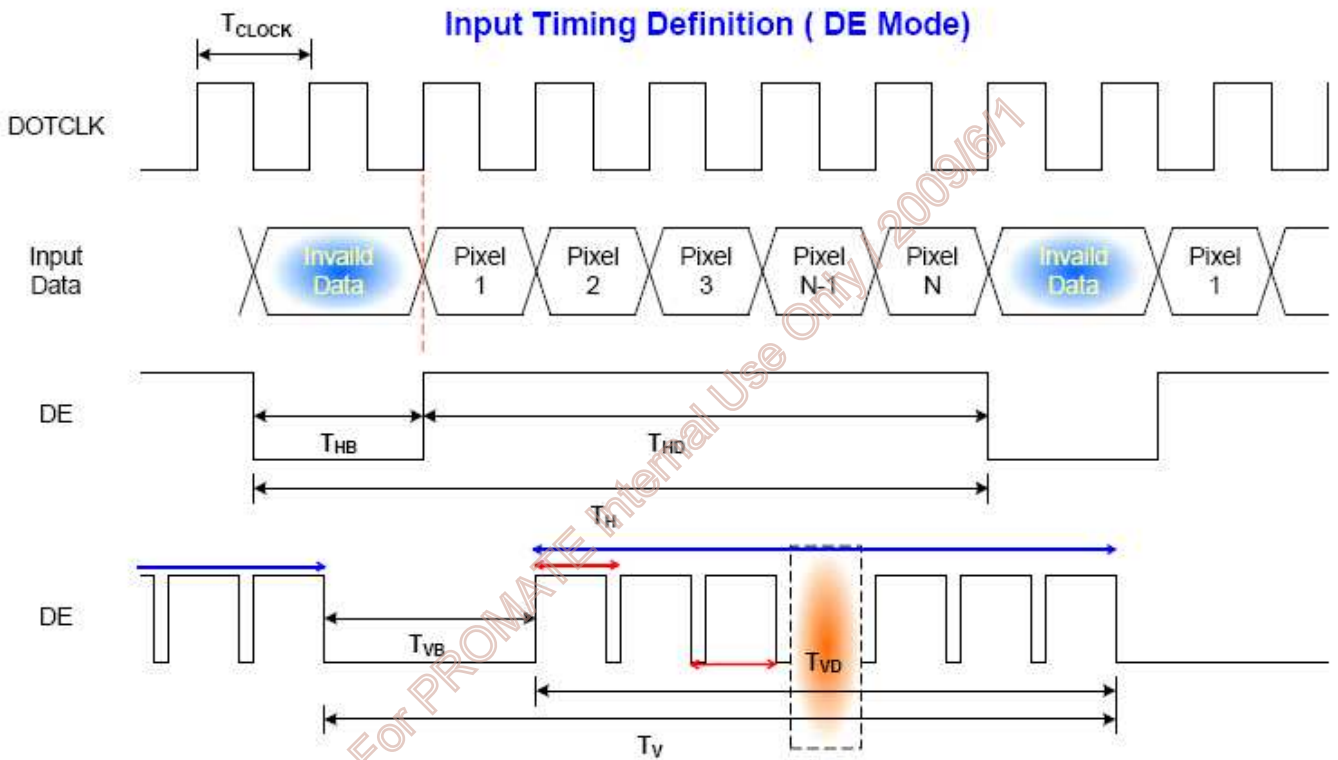 Input Timing Definition ( DE Mode)
TCLOCK
DOTCLK
Input
Data
Invaild
Data
Pixel
1
Pixel
2
Pixel
3
Pixel
N-1
Pixel
N
Invaild
Data
Pixel
1
DE
THB
THD
TH
DE
TVB
TVD
TV
For PROMATE Internal Use Only / 2009/6/1